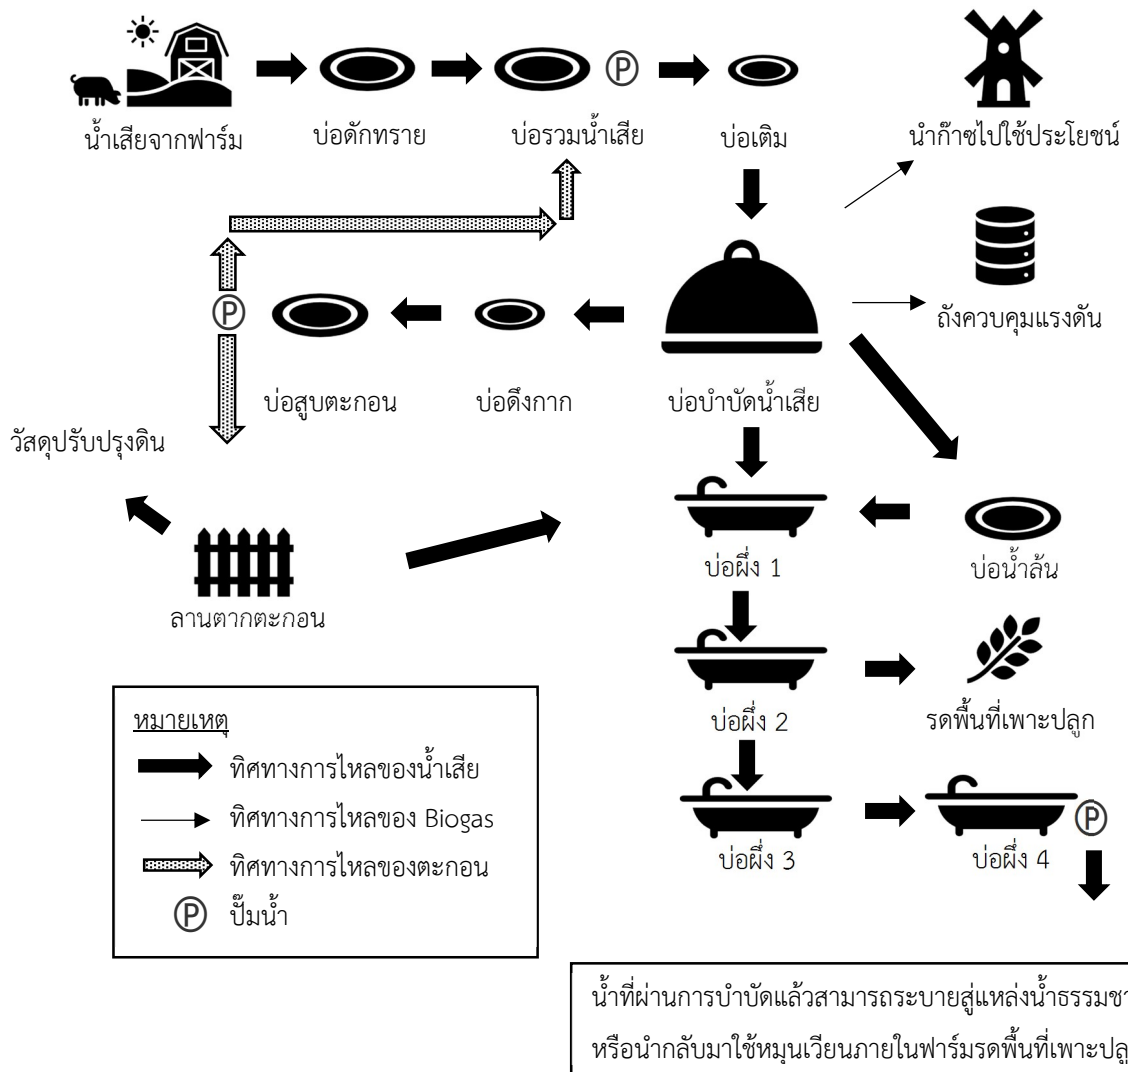 น้ำเสียจากฟาร์ม
บ่อดักทราย
บ่อรวมน้ำเสีย
P
บ่อเติม
นำก๊าซไปใช้ประโยชน์
ถังควบคุมแรงดัน
P
บ่อสูบตะกอน
บ่อดึงกาก
บ่อบำบัดน้ำเสีย
วัสดุปรับปรุงดิน
บ่อผึ่ง 1
บ่อน้ำล้น
ลานตากตะกอน
บ่อผึ่ง 2
รดพื้นที่เพาะปลูก
บ่อผึ่ง 3
บ่อผึ่ง 4
P
หมายเหตุ
ทิศทางการไหลของน้ำเสีย
ทิศทางการไหลของ Biogas
ทิศทางการไหลของตะกอน
P ปั๊มน้ำ
น้ำที่ผ่านการบำบัดแล้วสามารถระบายสู่แหล่งน้ำธรรมชา
หรือนำกลับมาใช้หมุนเวียนภายในฟาร์มรดพื้นที่เพาะปลู